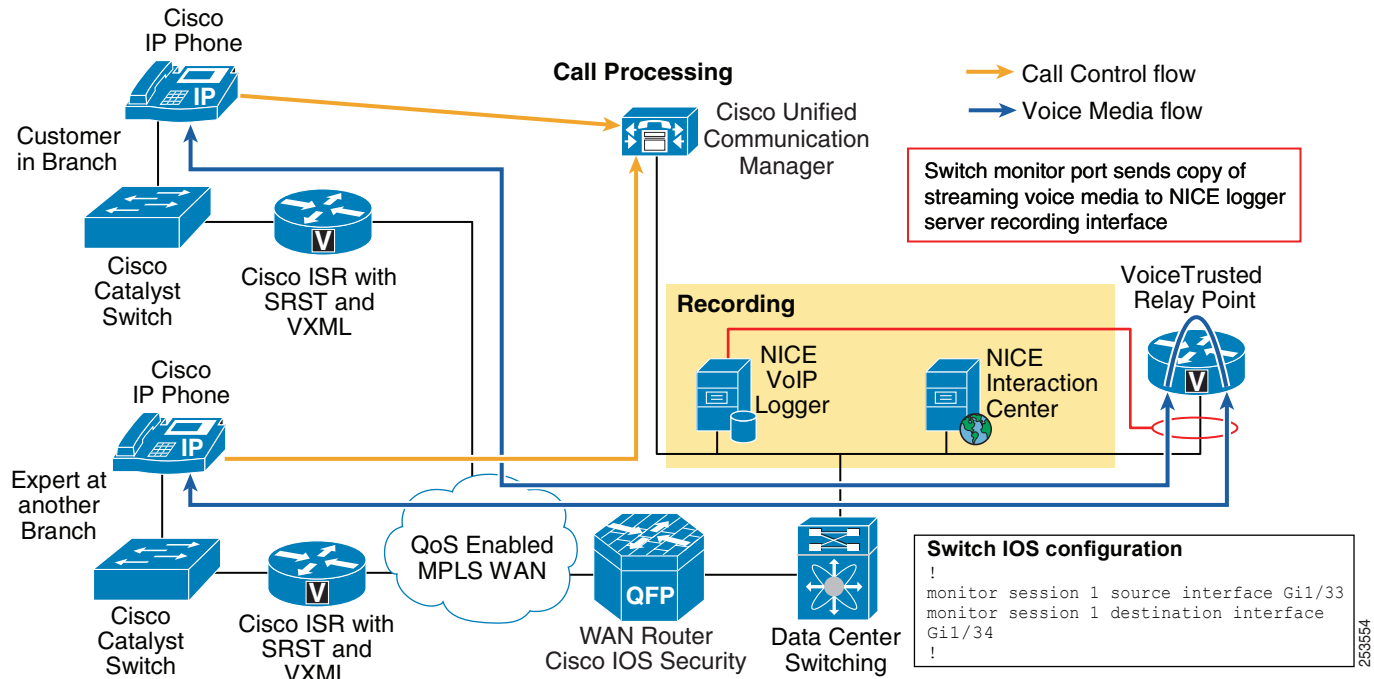 Cisco
IP Phone
IP
Customer
in Branch
Cisco
Catalyst
Switch
V
Cisco ISR with
SRST and
VXML
Call Processing
Cisco Unified
Communication
Manager
Call Control flow
Voice Media flow
Switch monitor port sends copy of
streaming voice media to NICE logger
server recording interface
Recording
NICE
VoIP
Logger
NICE
Interaction
Center
VoiceTrusted
Relay Point
V
Cisco
IP Phone
IP
Expert at
another
Branch
Cisco
Catalyst
Switch
V
Cisco ISR with
SRST and
VXML
QoS Enabled
MPLS WAN
QFP
WAN Router
Cisco IOS Security
Data Center
Switching
Switch IOS configuration
!
monitor session 1 source interface Gi1/33
monitor session 1 destination interface
Gi1/34
!
253554